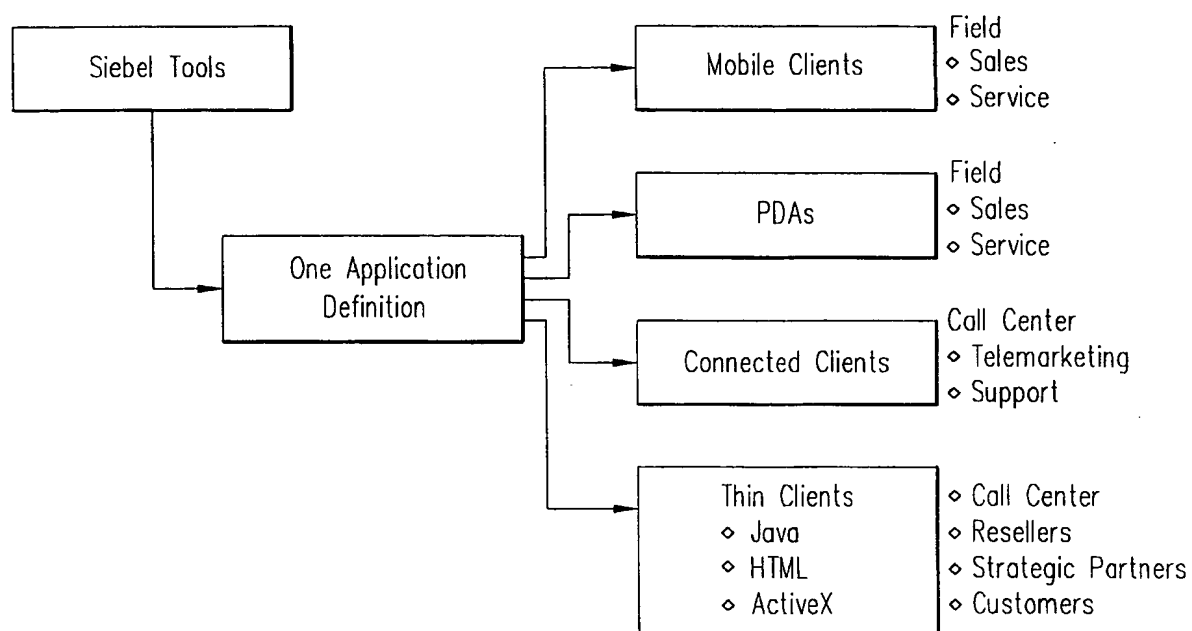 Siebel Tools
One Application
Definition
Mobile Clients
Field
◇ Sales
◇ Service
PDAs
Field
◇ Sales
◇ Service
Connected Clients
Call Center
◇ Telemarketing
◇ Support
Thin Clients
◇ Java
◇ HTML
◇ ActiveX
◇ Call Center
◇ Resellers
◇ Strategic Partners
◇ Customers